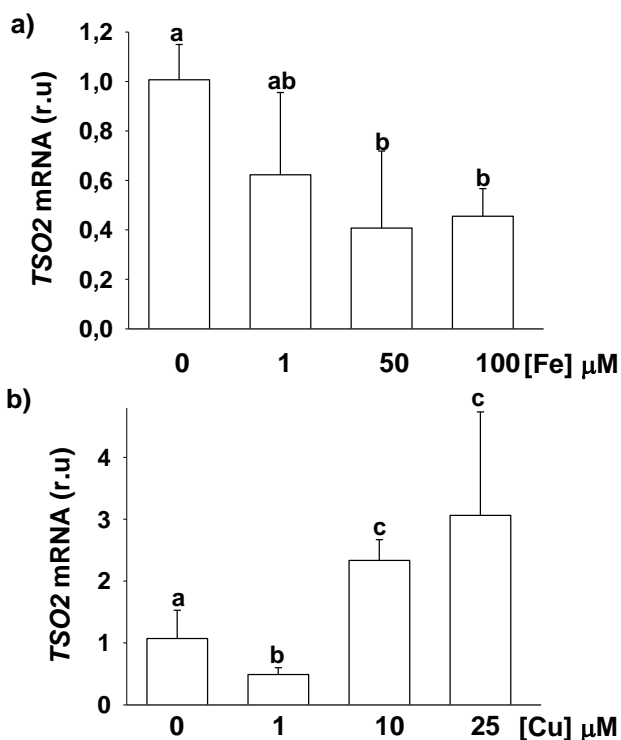 a)
TSO2 mRNA (r.u)
1,2
1,0
0,8
0,6
0,4
0,2
0,0
a
ab
b
b
0 1 50 100 [Fe] μM
b)
TSO2 mRNA (r.u)
4
3
2
1
0
a
b
c
c
0 1 10 25 [Cu] μM